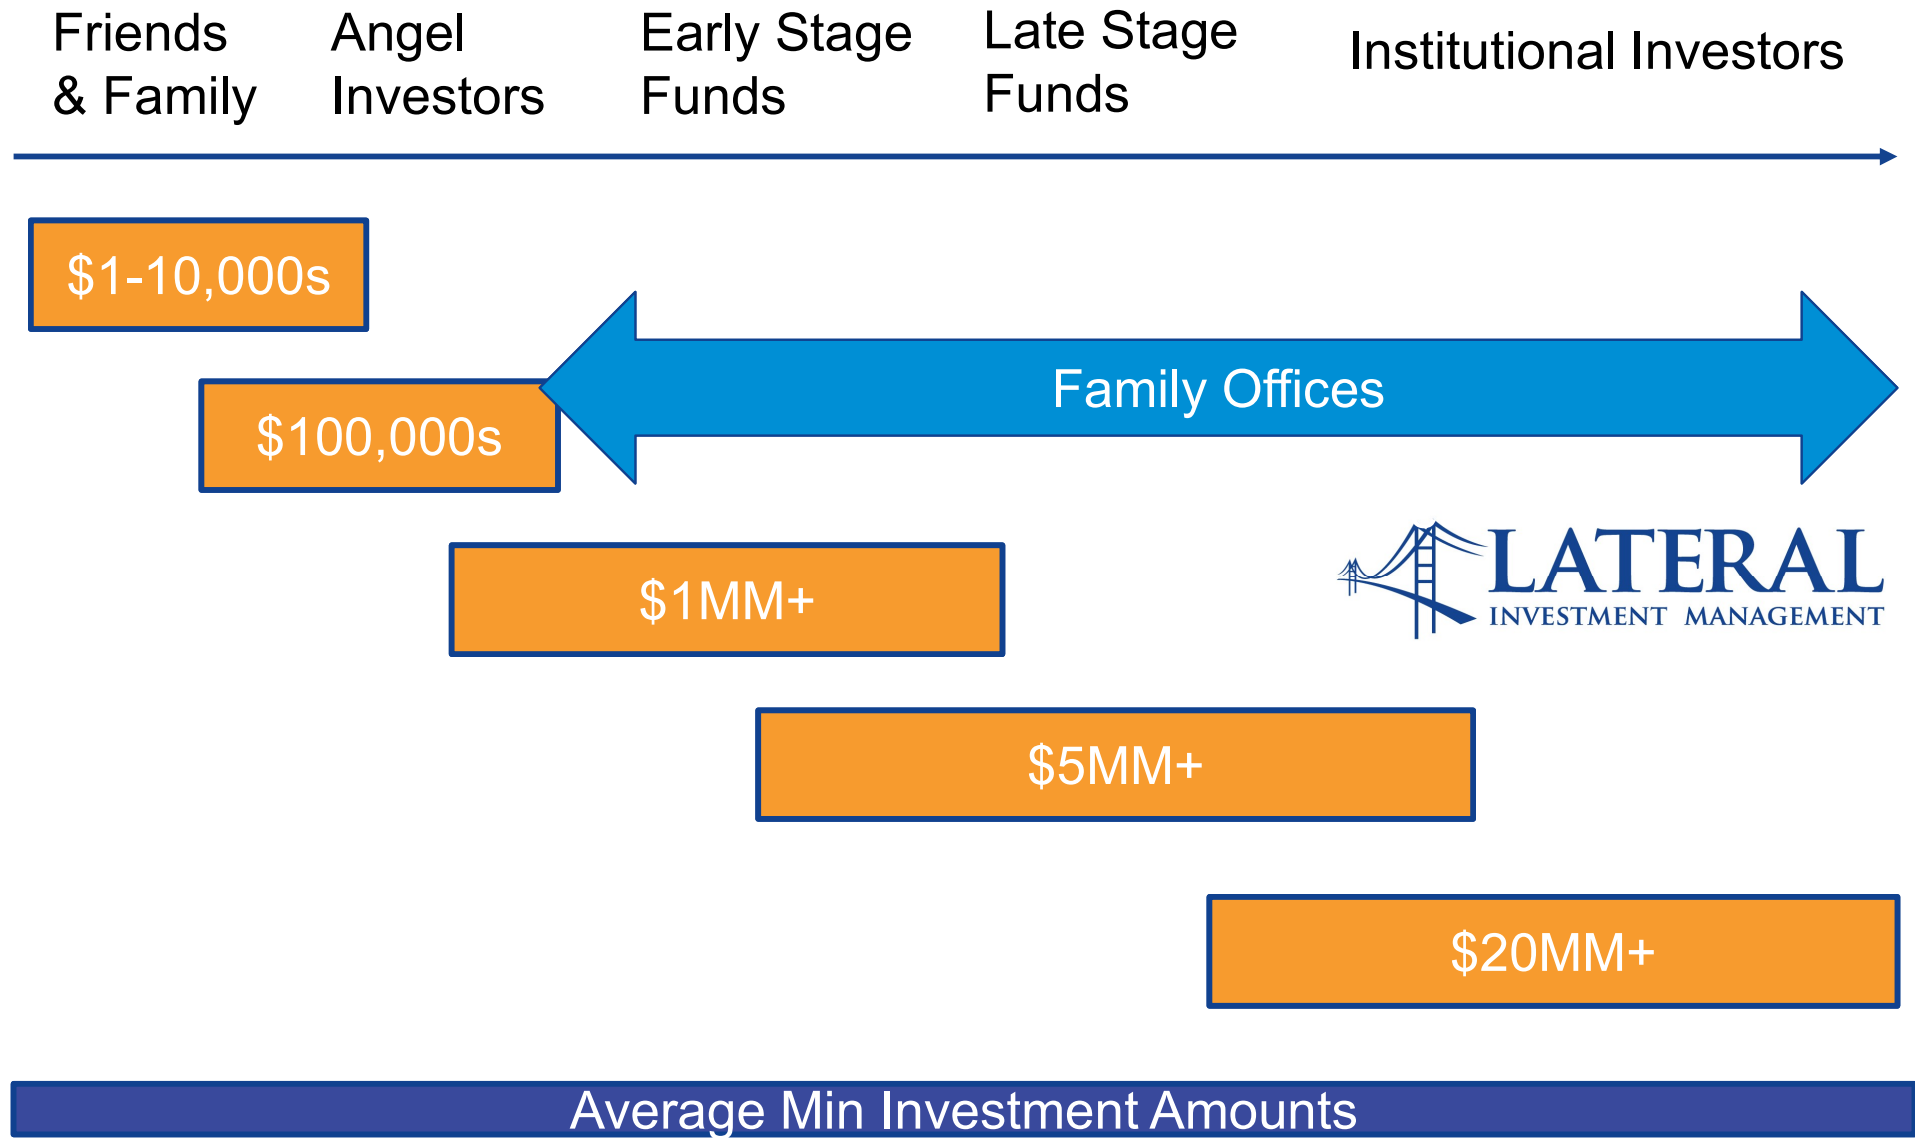 Friends
& Family
Angel
Investors
Early Stage
Funds
Late Stage
Funds
Institutional Investors
$1-10,000s
Family Offices
$100,000s
LATERAL
INVESTMENT MANAGEMENT
$1MM+
$5MM+
$20MM+
Average Min Investment Amounts